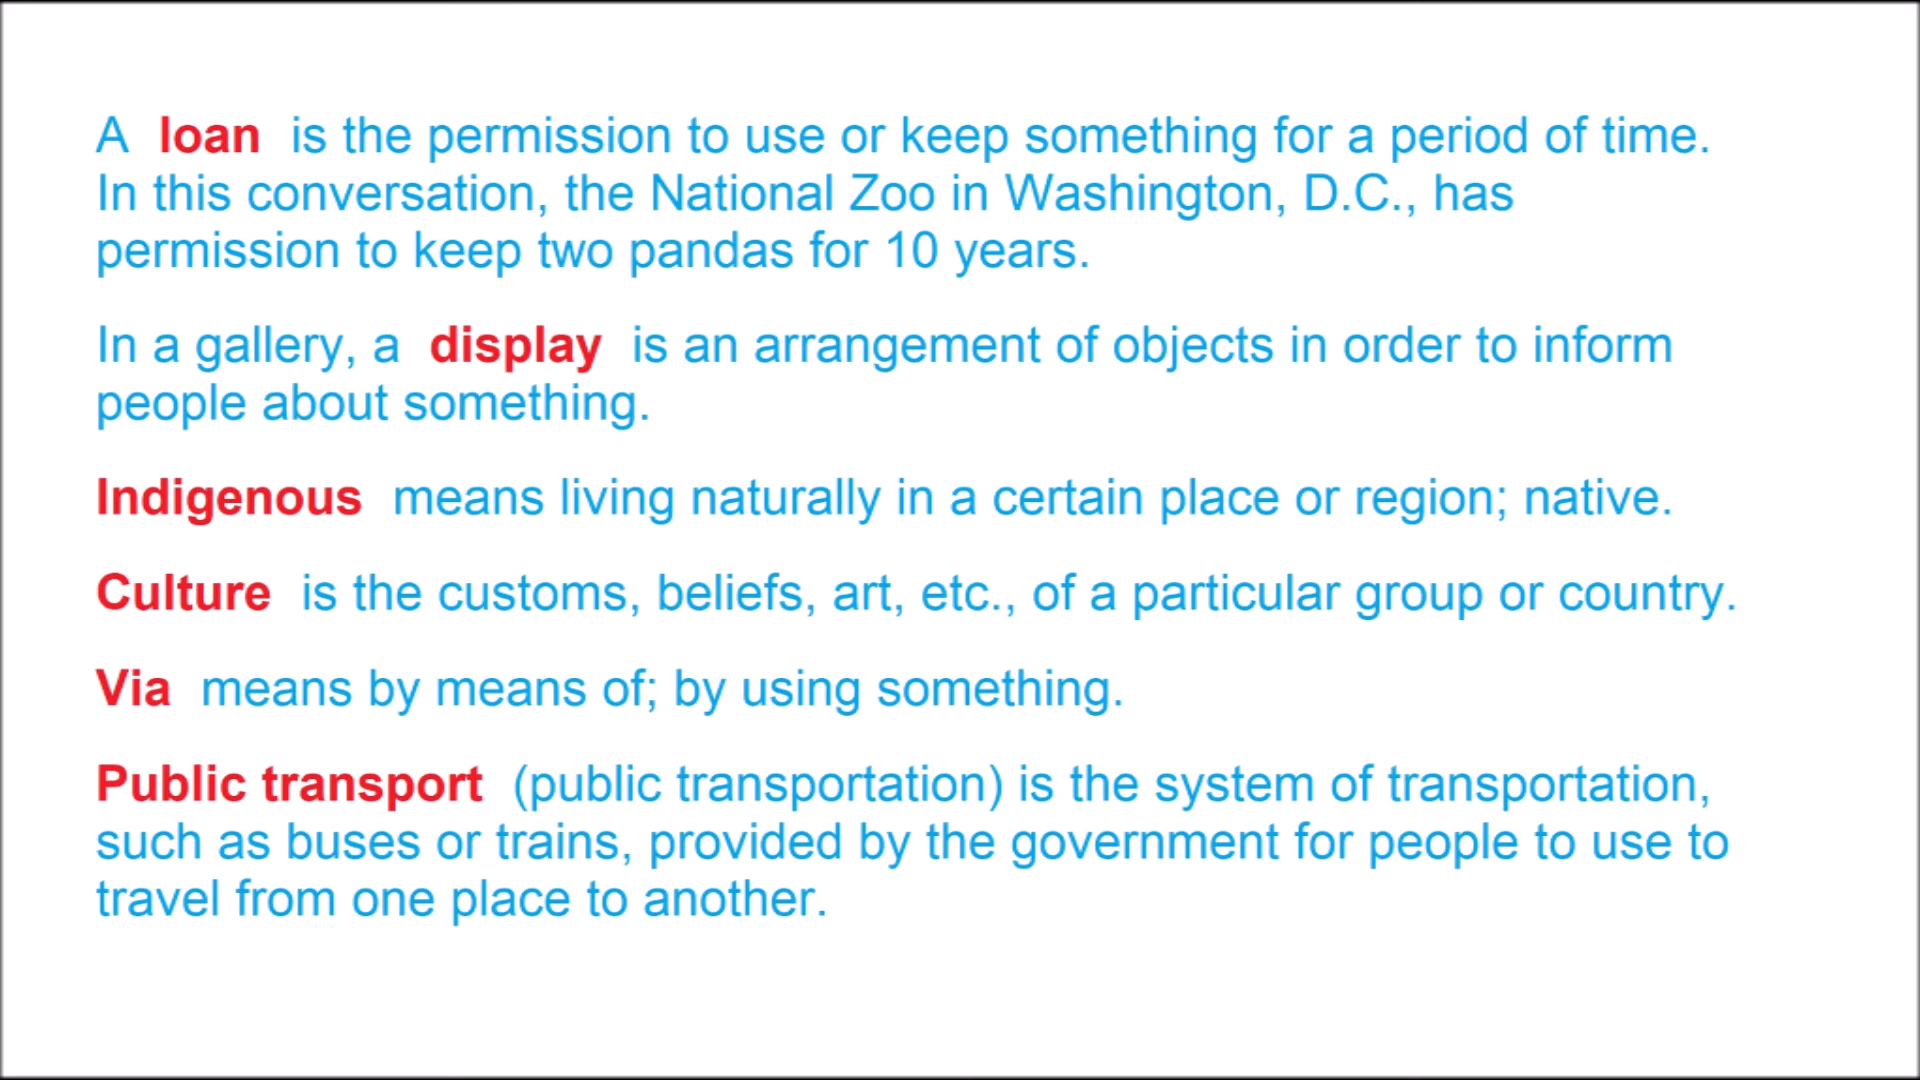 A loan is the permission to use or keep something for a period of time.
In this conversation, the National Zoo in Washington, D.C., has
permission to keep two pandas for 10 years.
In a gallery, a display is an arrangement of objects in order to inform
people about something.
Indigenous means living naturally in a certain place or region; native.
Culture is the customs, beliefs, art, etc., of a particular group or country.
Via means by means of; by using something.
Public transport (public transportation) is the system of transportation,
such as buses or trains, provided by the government for people to use to
travel from one place to another.